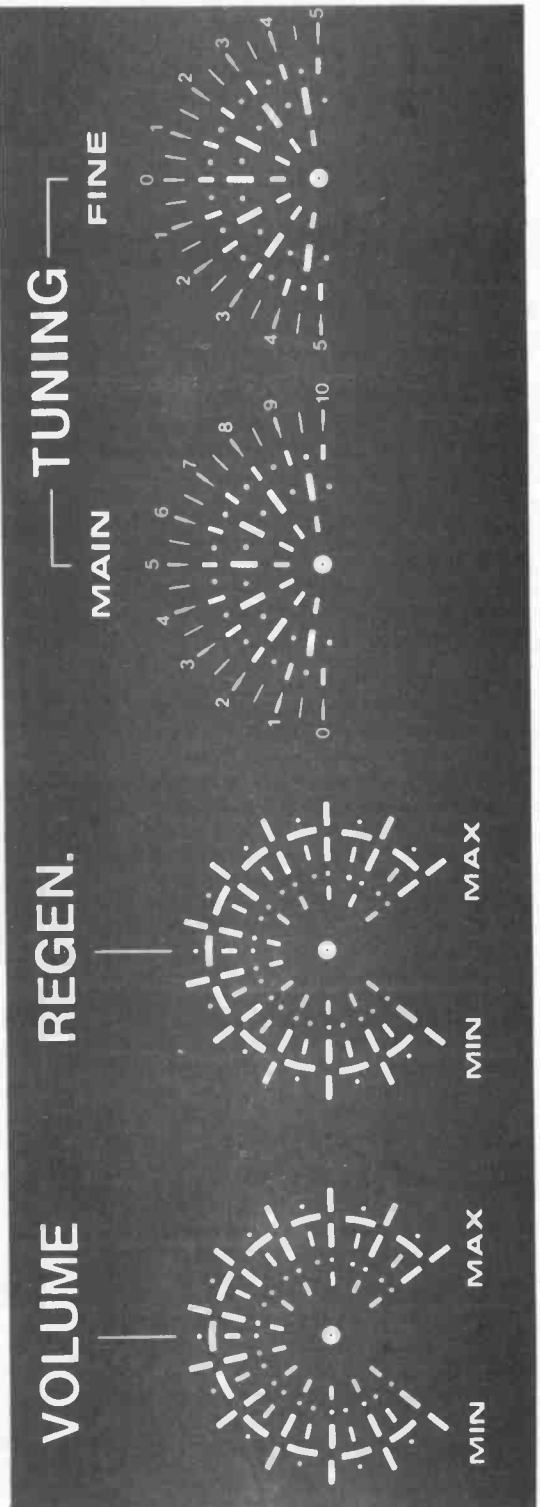 VOLUME
MIN MAX
REGEN.
MIN MAX
TUNING
MAIN
0 1 2 3 4 5 6 7 8 9 10
FINE
5 4 3 2 1 0 1 2 3 4 5